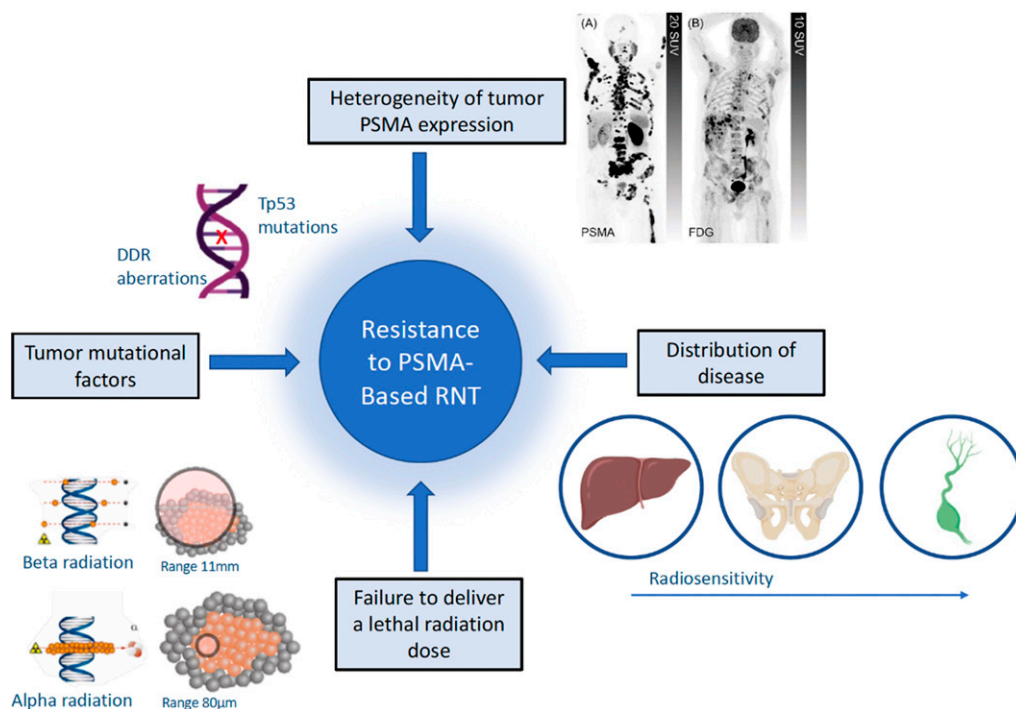 (A)
(B)
20 SUV
10 SUV
PSMA
FDG
Heterogeneity of tumor
PSMA expression
Tp53
mutations
X
DDR
aberrations
Tumor mutational
factors
Resistance
to PSMA-
Based RNT
Distribution of
disease
Radiosensitivity
Beta radiation
Range 11mm
Failure to deliver
a lethal radiation
dose
α
Alpha radiation
Range 80µm